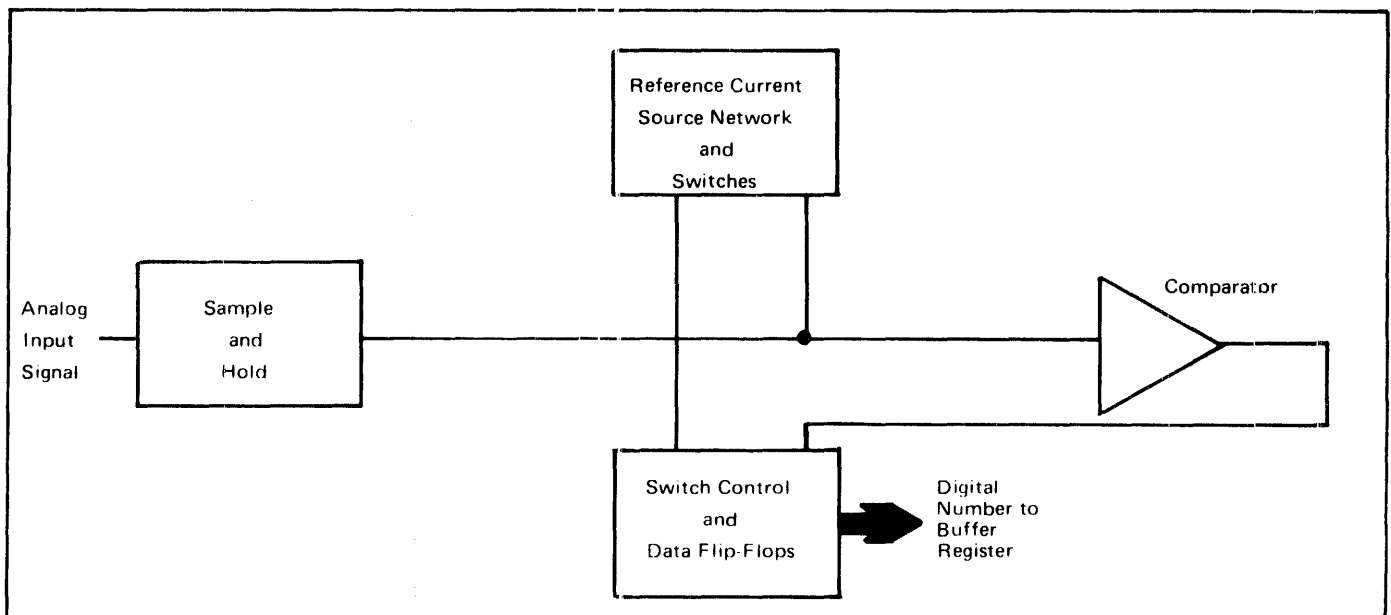 Reference Current
Source Network
and
Switches
Analog
Input
Signal
Sample
and
Hold
Comparator
Switch Control
and
Data Flip-Flops
Digital
Number to
Buffer
Register